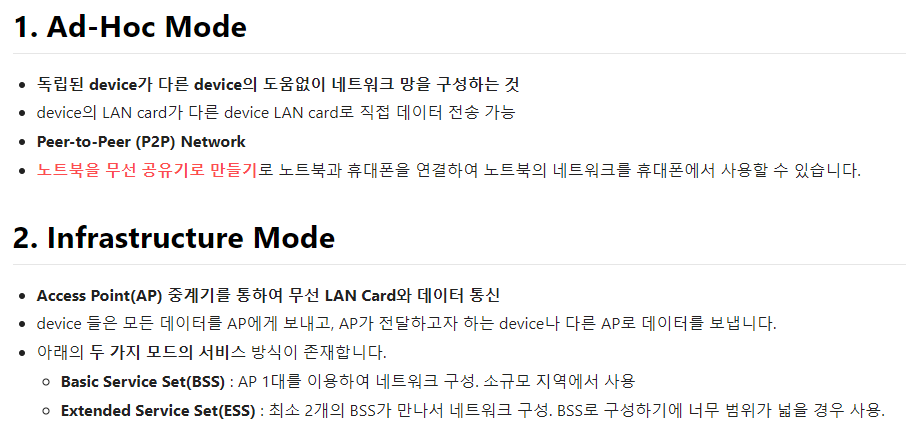 1. Ad-Hoc Mode
독립된 device가 다른 device의 도움없이 네트워크 망을 구성하는 것
device의 LAN card가 다른 device LAN card로 직접 데이터 전송 가능
Peer-to-Peer (P2P) Network
노트북을 무선 공유기로 만들기로 노트북과 휴대폰을 연결하여 노트북의 네트워크를 휴대폰에서 사용할 수 있습니다.
2. Infrastructure Mode
Access Point(AP) 중계기를 통하여 무선 LAN Card와 데이터 통신
device 들은 모든 데이터를 AP에게 보내고, AP가 전달하고자 하는 device나 다른 AP로 데이터를 보냅니다.
아래의 두 가지 모드의 서비스 방식이 존재합니다.
Basic Service Set(BSS) : AP 1대를 이용하여 네트워크 구성. 소규모 지역에서 사용
Extended Service Set(ESS) : 최소 2개의 BSS가 만나서 네트워크 구성. BSS로 구성하기에 너무 범위가 넓을 경우 사용.